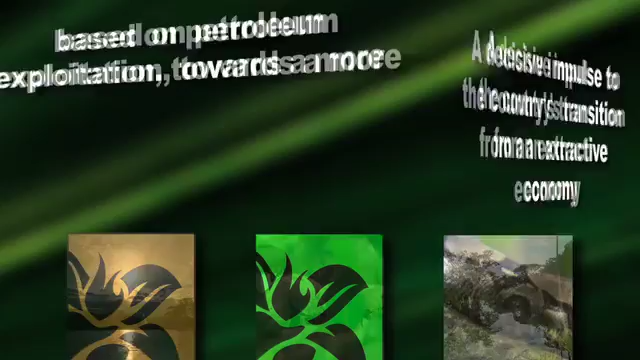 based on petroleum
exploitation, towards a more
A decisive impulse to
the country's transition
from an extractive
economy